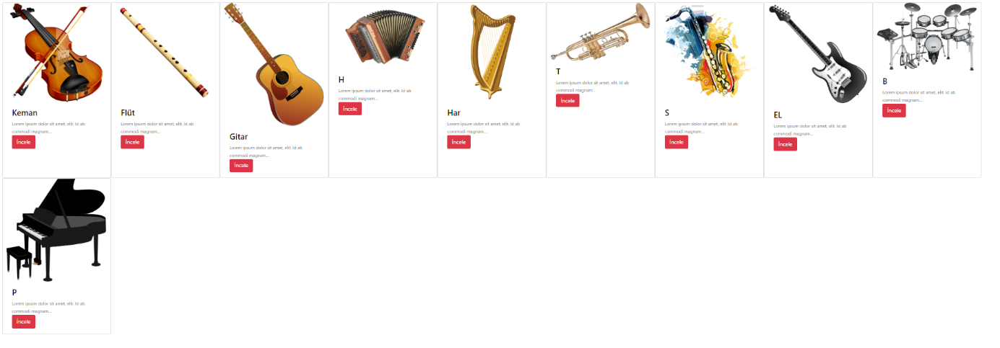 Keman
Lorem ipsum dolor sit amet, elit. Id ab
commodi magnam...
İncele
Flüt
Lorem ipsum dolor sit amet, elit. Id ab
commodi magnam...
İncele
Gitar
Lorem ipsum dolor sit amet, elit. Id ab
commodi magnam...
İncele
H
Lorem ipsum dolor sit amet, elit. Id ab
commodi magnam...
İncele
Har
Lorem ipsum dolor sit amet, elit. Id ab
commodi magnam...
İncele
T
Lorem ipsum dolor sit amet, elit. Id ab
commodi magnam...
İncele
S
Lorem ipsum dolor sit amet, elit. Id ab
commodi magnam...
İncele
EL
Lorem ipsum dolor sit amet, elit. Id ab
commodi magnam...
İncele
B
Lorem ipsum dolor sit amet, elit. Id ab
commodi magnam...
İncele
P
Lorem ipsum dolor sit amet, elit. Id ab
commodi magnam...
İncele